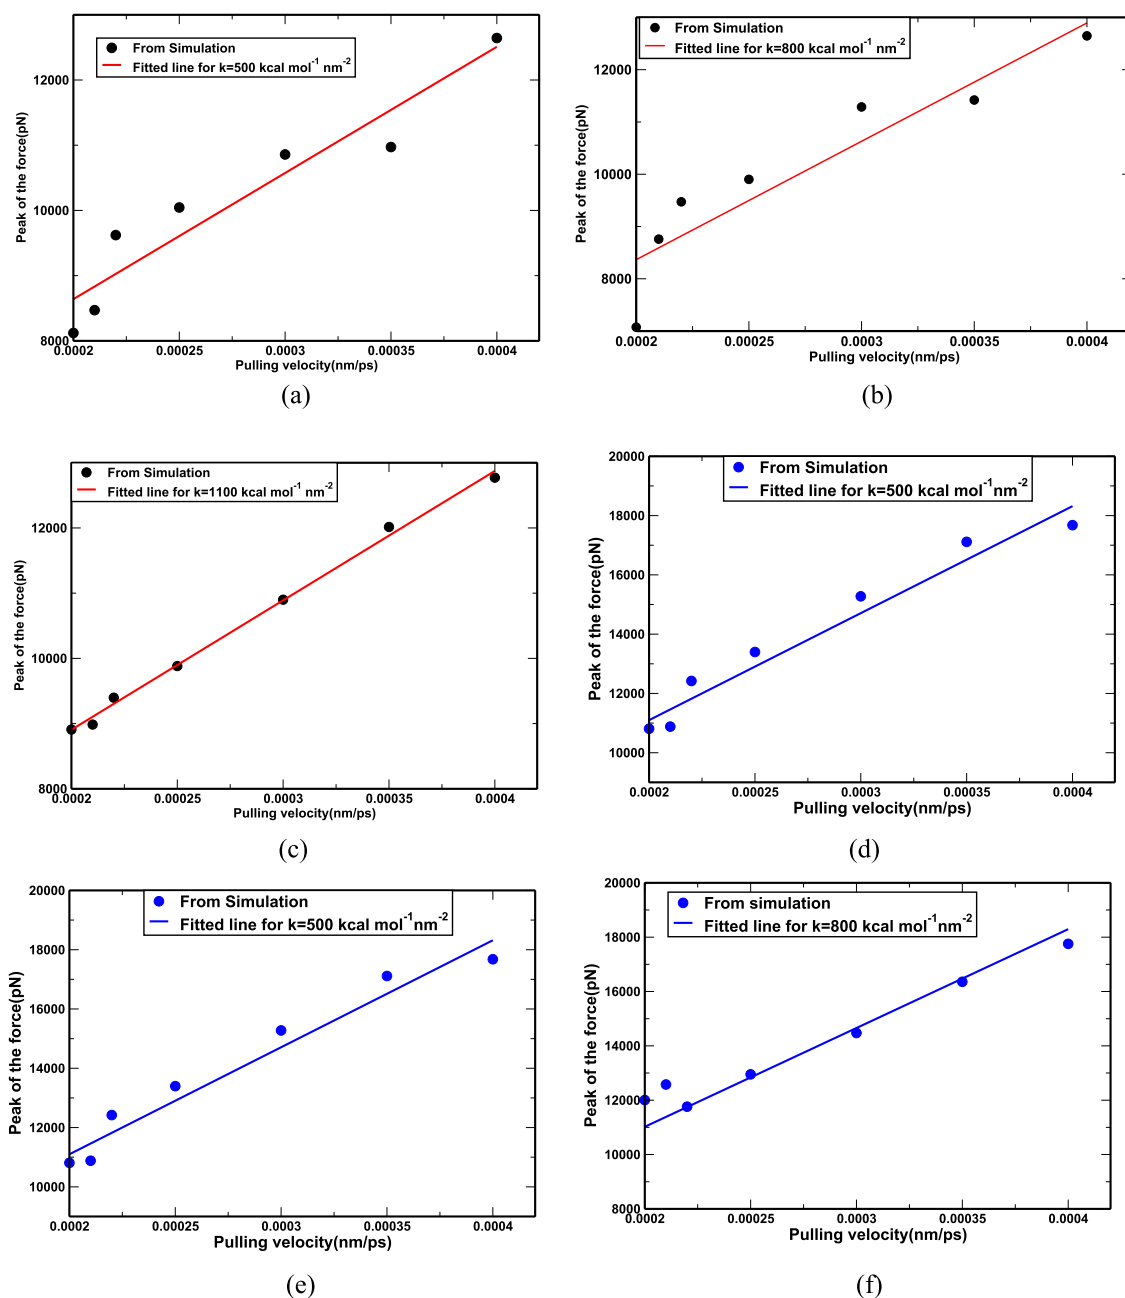 From Simulation
Fitted line for k=500 kcal mol⁻¹ nm⁻²
Peak of the force(pN)
12000
10000
8000
0.0002 0.00025 0.0003 0.00035 0.0004
Pulling velocity(nm/ps)
(a)
From Simulation
Fitted line for k=800 kcal mol⁻¹ nm⁻²
Peak of the force(pN)
12000
10000
8000
0.0002 0.00025 0.0003 0.00035 0.0004
Pulling velocity(nm/ps)
(b)
From Simulation
Fitted line for k=1100 kcal mol⁻¹ nm⁻²
Peak of the force(pN)
12000
10000
8000
0.0002 0.00025 0.0003 0.00035 0.0004
Pulling velocity(nm/ps)
(c)
From Simulation
Fitted line for k=500 kcal mol⁻¹nm⁻²
Peak of the force(pN)
20000
18000
16000
14000
12000
10000
0.0002 0.00025 0.0003 0.00035 0.0004
Pulling velocity(nm/ps)
(d)
From Simulation
Fitted line for k=500 kcal mol⁻¹nm⁻²
Peak of the force(pN)
20000
18000
16000
14000
12000
10000
0.0002 0.00025 0.0003 0.00035 0.0004
Pulling velocity(nm/ps)
(e)
From simulation
Fitted line for k=800 kcal mol⁻¹nm⁻²
Peak of the force(pN)
20000
18000
16000
14000
12000
10000
8000
0.0002 0.00025 0.0003 0.00035 0.0004
Pulling velocity(nm/ps)
(f)